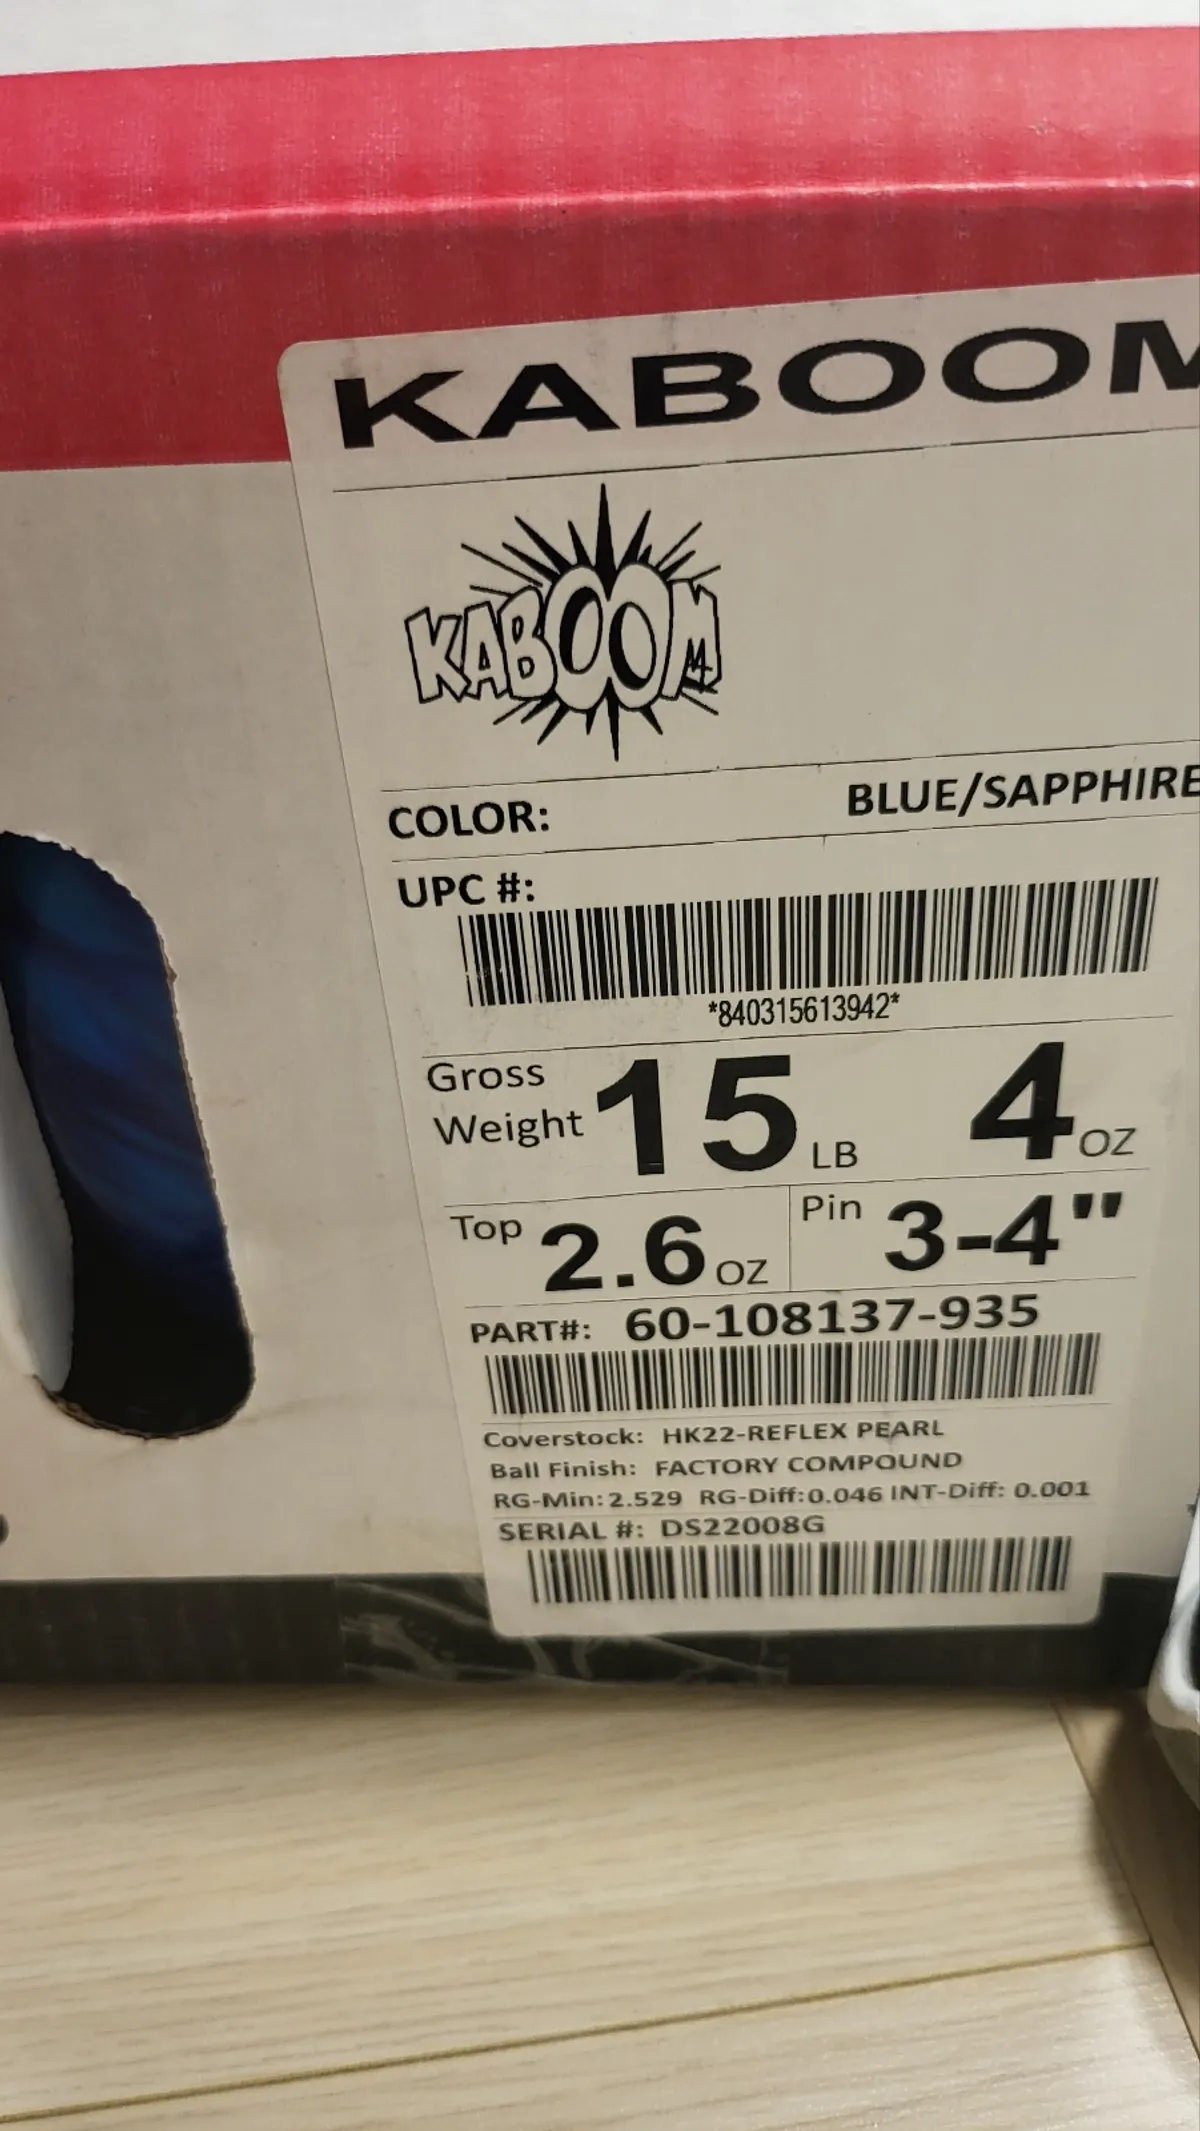 KABOOM
KABOOM
COLOR: BLUE/SAPPHIRE
UPC #:
*840315613942*
Gross Weight 15 LB 4 OZ
Top 2.6 OZ Pin 3-4"
PART#: 60-108137-935
Coverstock: HK22-REFLEX PEARL
Ball Finish: FACTORY COMPOUND
RG-Min: 2.529 RG-Diff: 0.046 INT-Diff: 0.001
SERIAL #: DS22008G